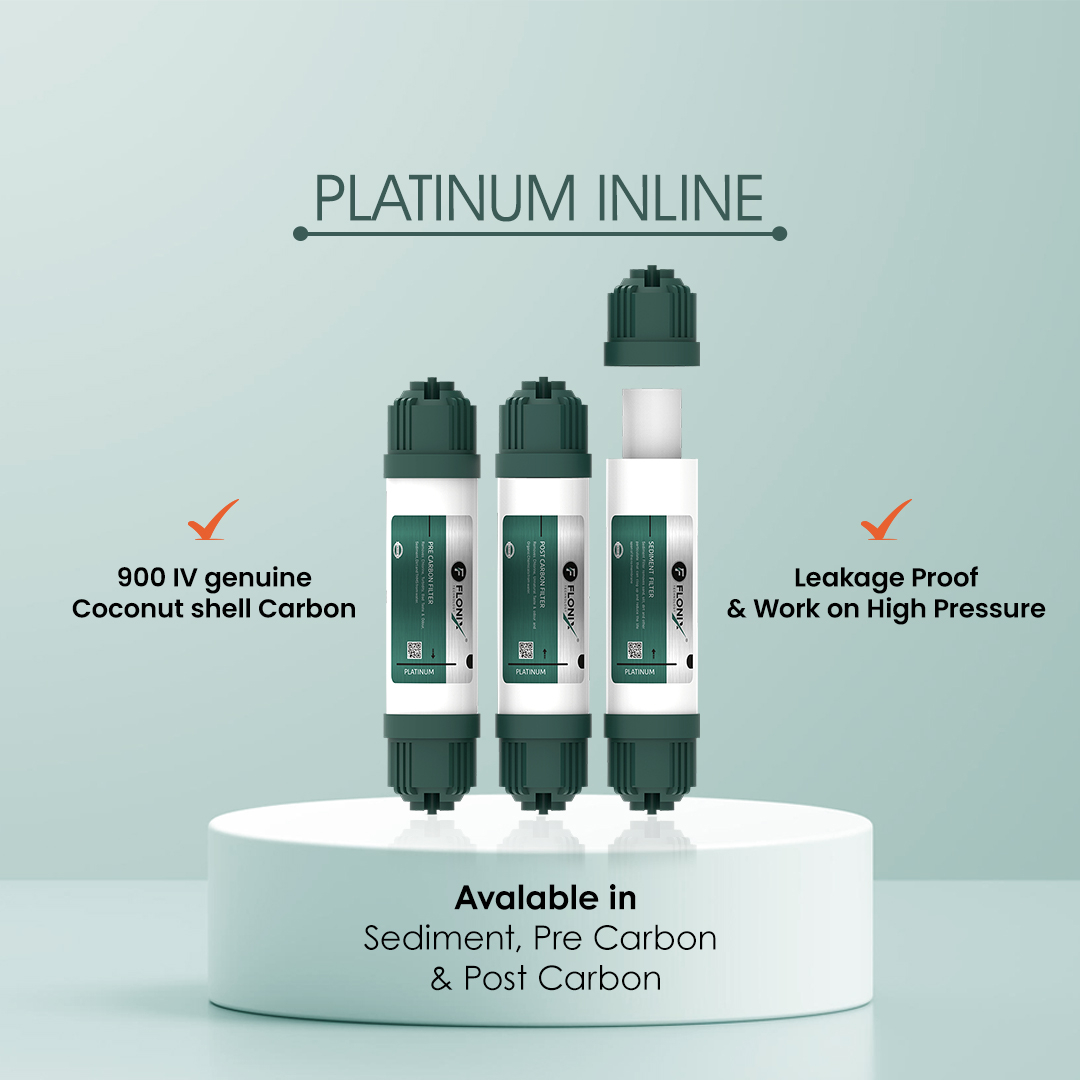 PLATINUM INLINE
900 IV genuine
Coconut shell Carbon
Leakage Proof
& Work on High Pressure
PRE CARBON FILTER
FLONIX
PLATINUM
POST CARBON FILTER
FLONIX
PLATINUM
SEDIMENT FILTER
FLONIX
PLATINUM
Avalable in
Sediment, Pre Carbon
& Post Carbon